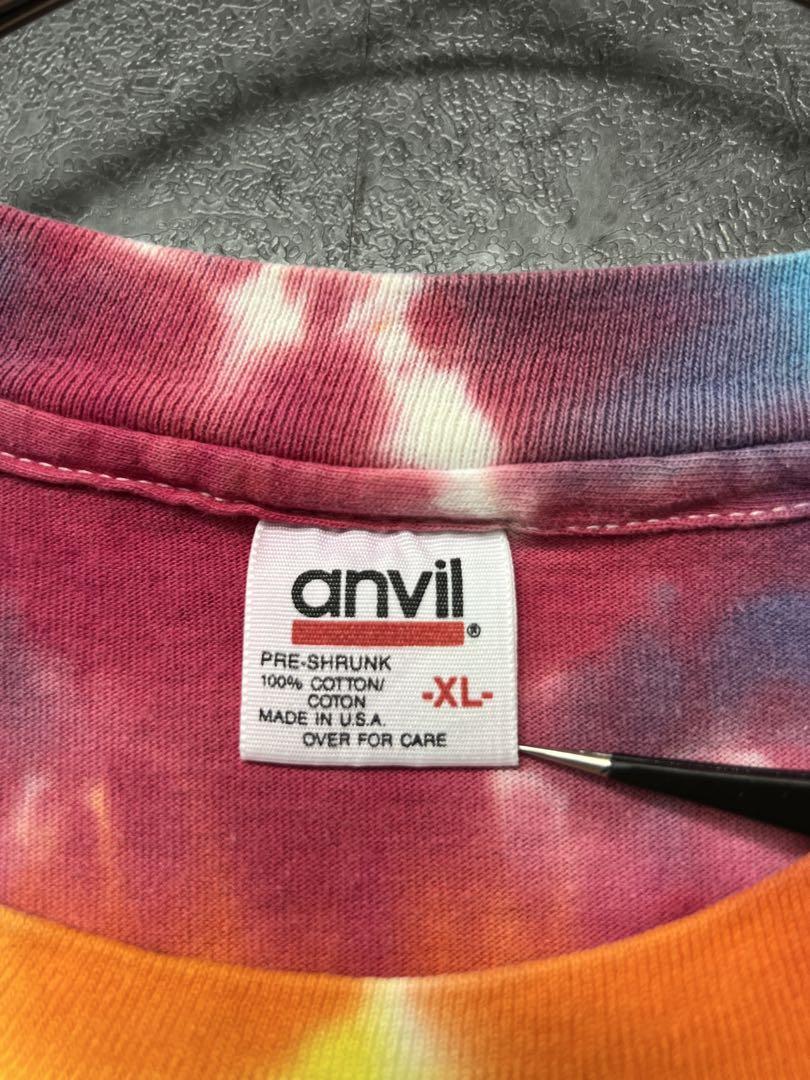 anvil®
PRE-SHRUNK
100% COTTON/
COTON
-XL-
MADE IN U.S.A.
OVER FOR CARE